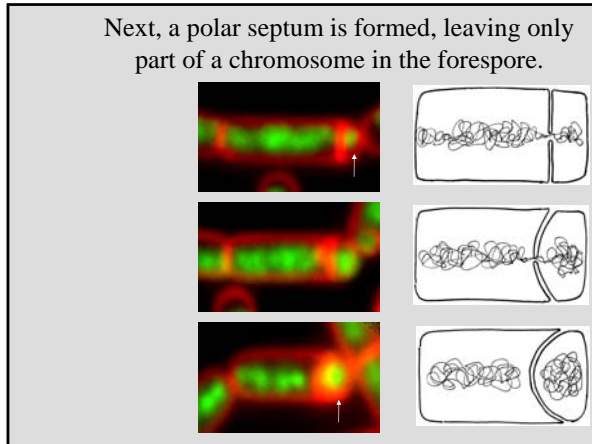 Next, a polar septum is formed, leaving only
part of a chromosome in the forespore.